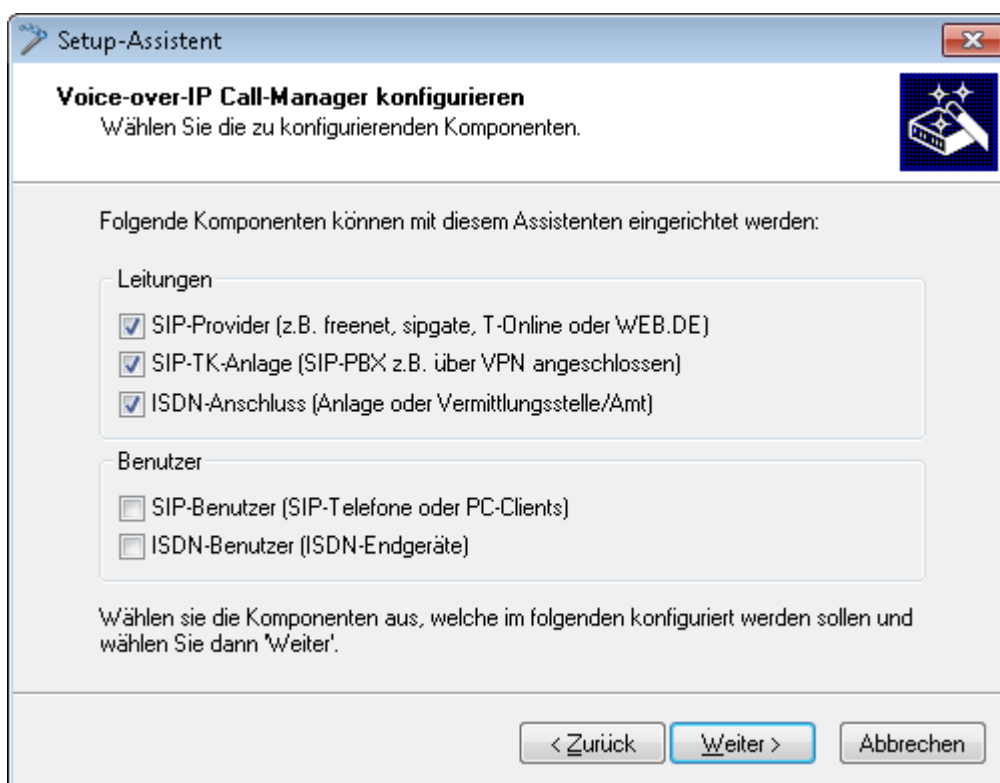 Setup-Assistent
Voice-over-IP Call-Manager konfigurieren
Wählen Sie die zu konfigurierenden Komponenten.
Folgende Komponenten können mit diesem Assistenten eingerichtet werden:
Leitungen
SIP-Provider (z.B. freenet, sipgate, T-Online oder WEB.DE)
SIP-TK-Anlage (SIP-PBX z.B. über VPN angeschlossen)
ISDN-Anschluss (Anlage oder Vermittlungsstelle/Amt)
Benutzer
SIP-Benutzer (SIP-Telefone oder PC-Clients)
ISDN-Benutzer (ISDN-Endgeräte)
Wählen sie die Komponenten aus, welche im folgenden konfiguriert werden sollen und
wählen Sie dann 'Weiter'.
< Zurück Weiter > Abbrechen